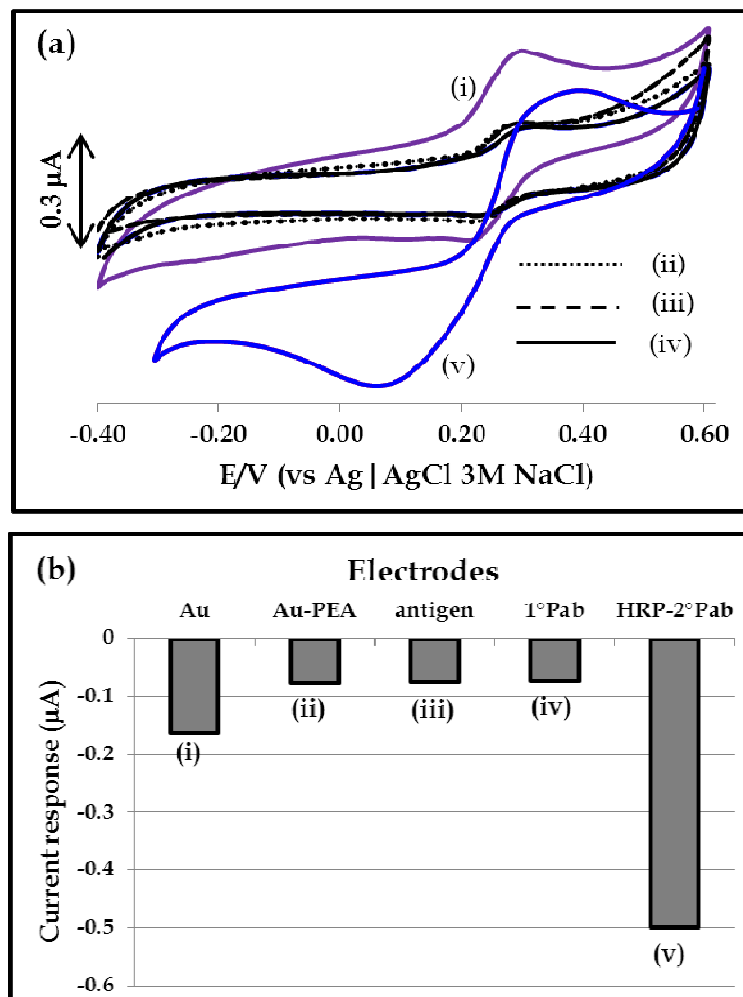 (a)
(i)
0.3 μA
(ii)
(iii)
(iv)
(v)
-0.40 -0.20 0.00 0.20 0.40 0.60
E/V (vs Ag|AgCl 3M NaCl)
(b)
Electrodes
Au Au-PEA antigen 1°Pab HRP-2°Pab
0
-0.1
-0.2
-0.3
-0.4
-0.5
-0.6
Current response (μA)
(i)
(ii)
(iii)
(iv)
(v)